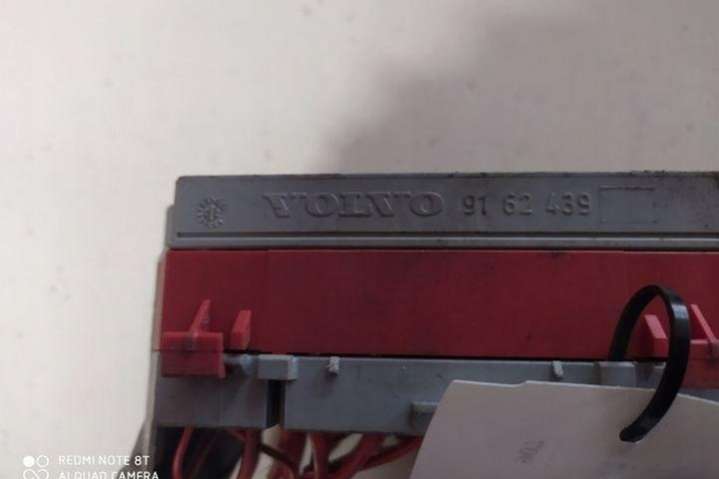 VOLVO 91 62 439
REDMI NOTE 8T
AI QUAD CAMERA